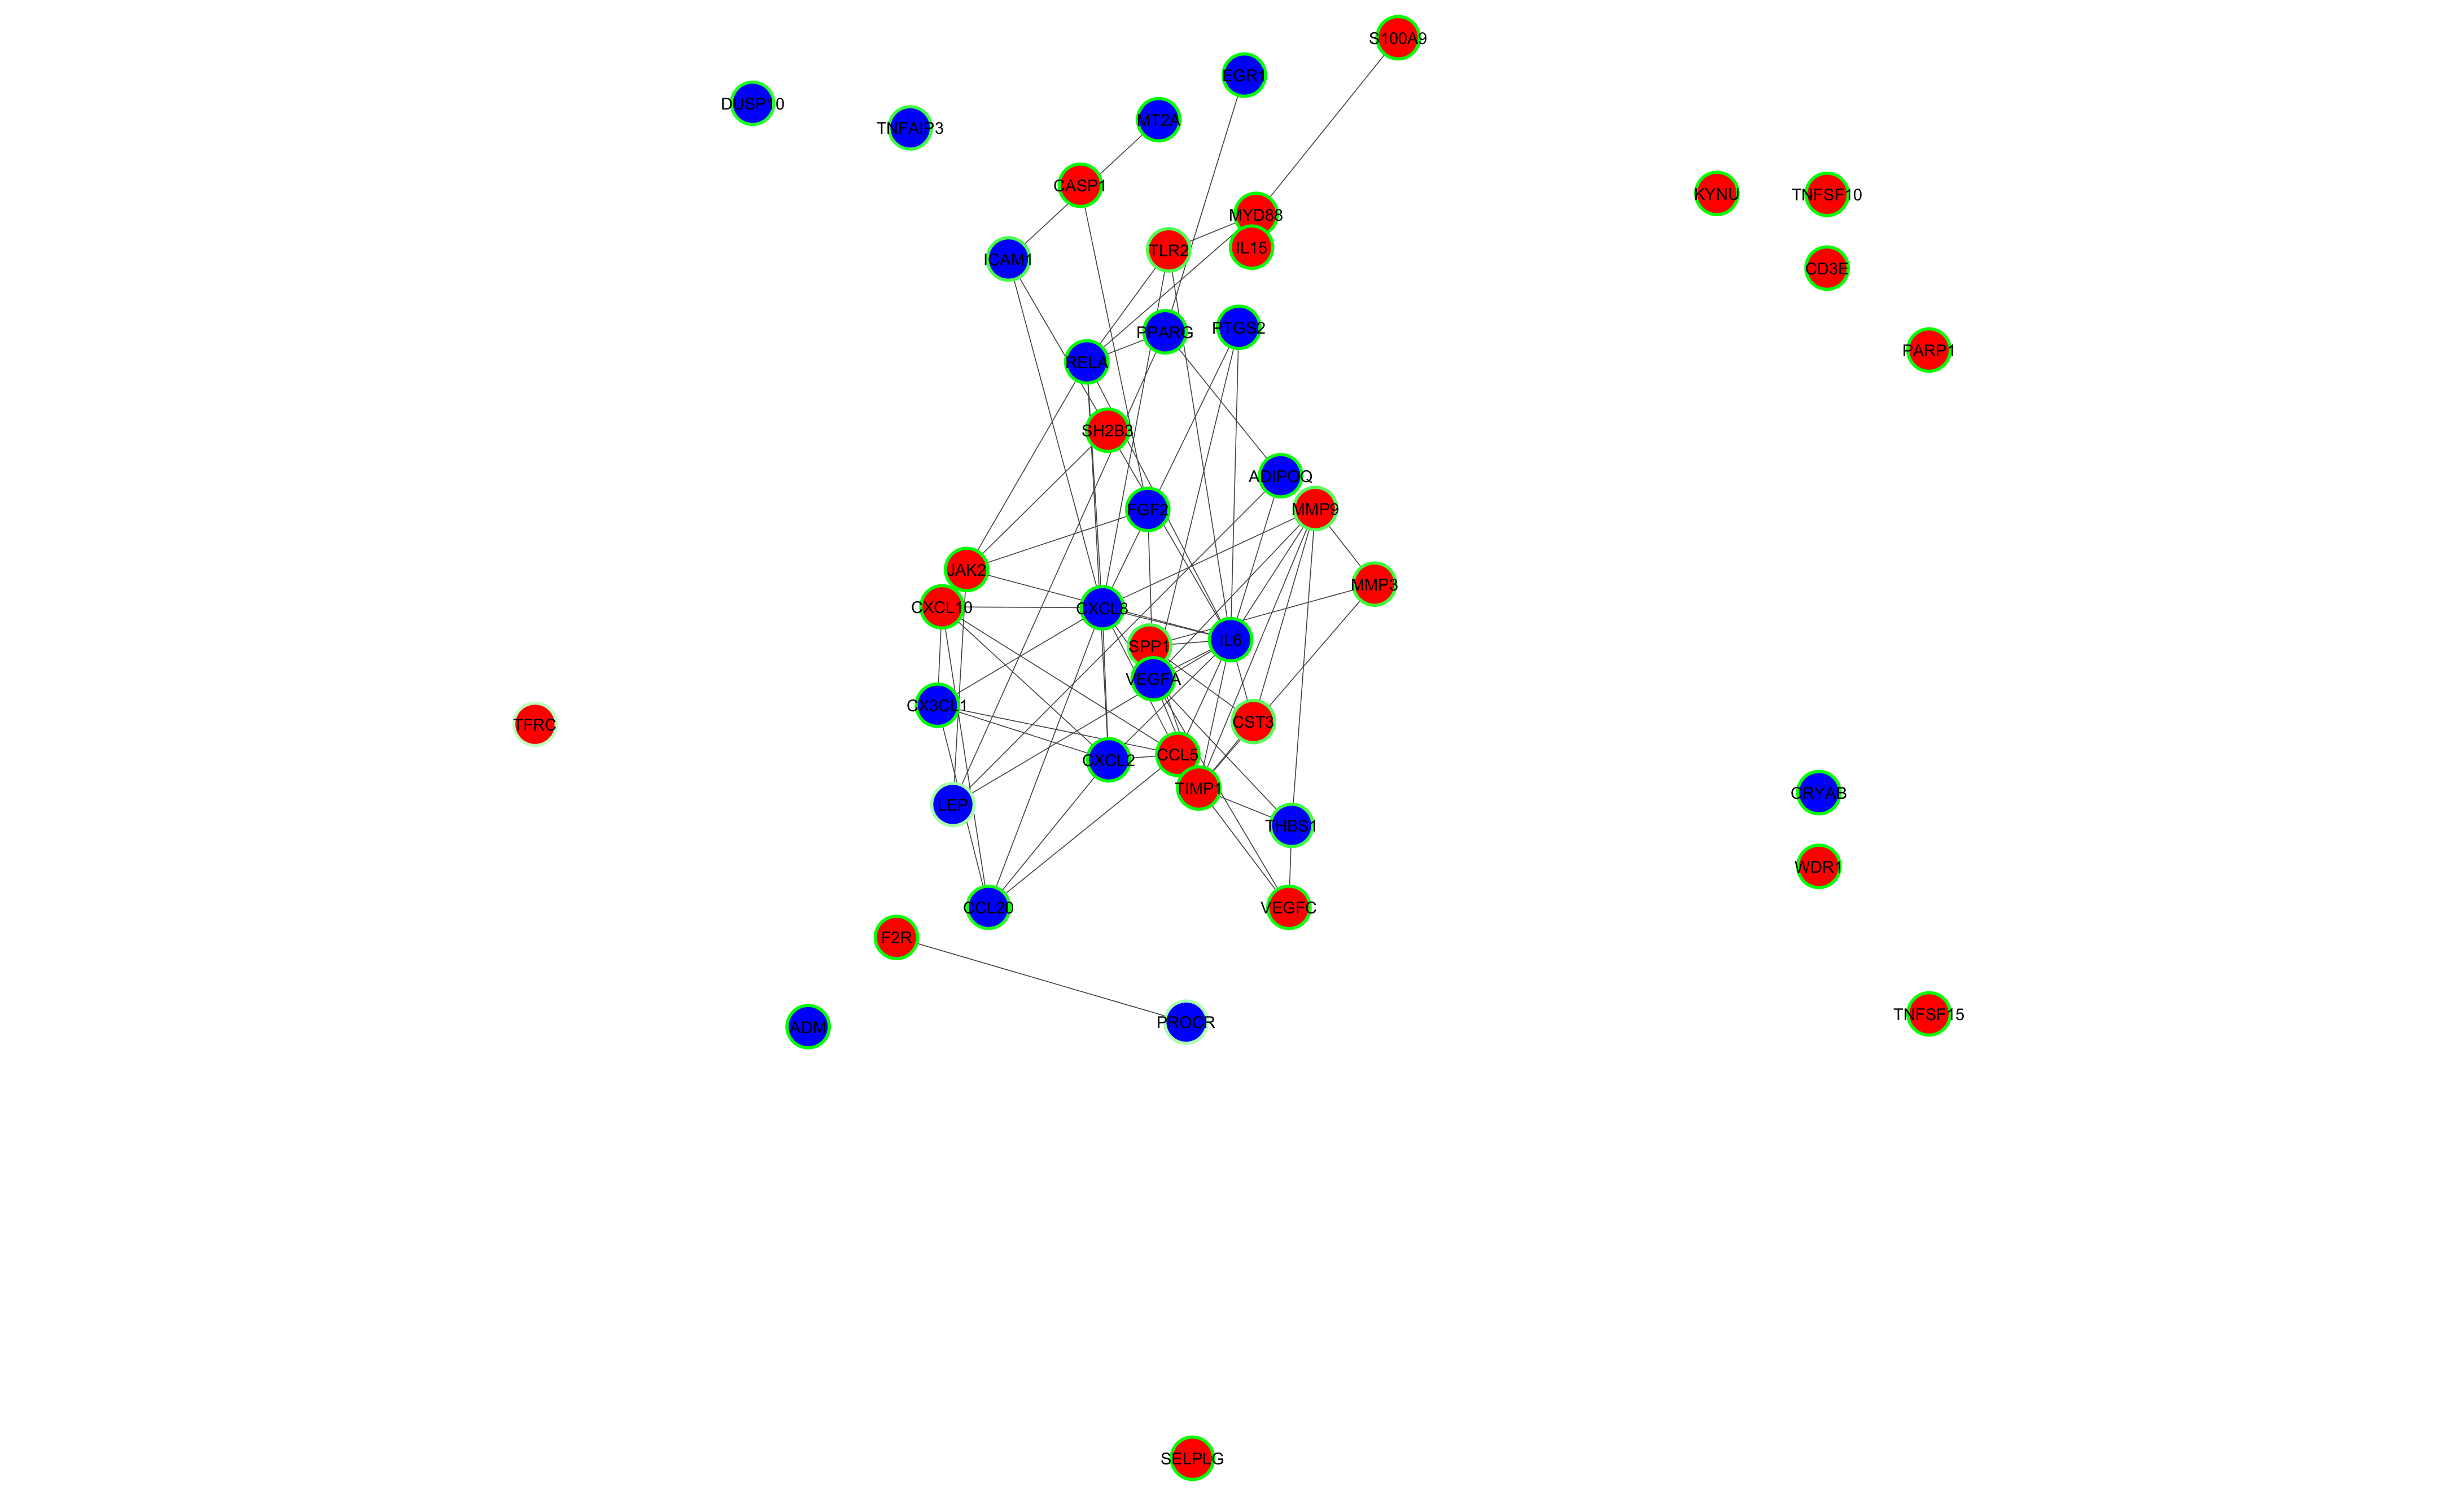 S100A9
EGR1
DUSP10
MT2A
TNFAIP3
CASP1
KYNU
TNFSF10
MYD88
IL15
TLR2
ICAM1
CD3E
PTGS2
PPARG
PARP1
RELA
SH2B3
ADIPOQ
MMP9
FGF2
JAK2
MMP3
CXCL10
CXCL8
IL6
SPP1
VEGFA
CX3CL1
CST3
TFRC
CCL5
CXCL2
TIMP1
CRYAB
LEP
THBS1
WDR1
CCL20
VEGFC
F2R
TNFSF15
PROCR
ADM
SELPLG